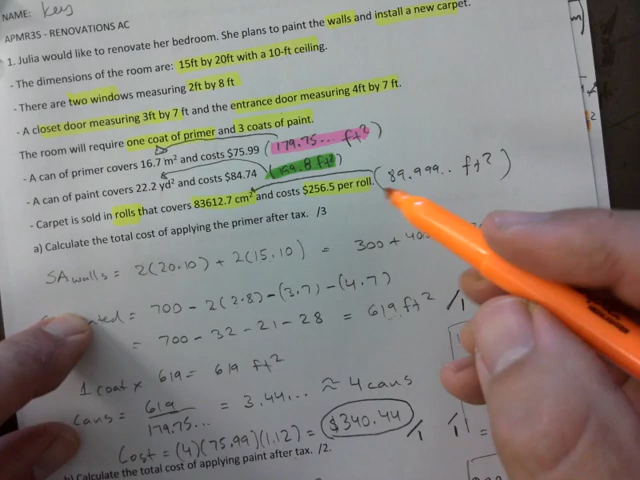 NAME: Key
APMR3S - RENOVATIONS AC
1. Julia would like to renovate her bedroom. She plans to paint the walls and install a new carpet.
- The dimensions of the room are: 15ft by 20ft with a 10-ft ceiling.
- There are two windows measuring 2ft by 8 ft
- A closet door measuring 3ft by 7 ft and the entrance door measuring 4ft by 7 ft.
The room will require one coat of primer and 3 coats of paint.
- A can of primer covers 16.7 m² and costs $75.99 (179.75... ft²)
- A can of paint covers 22.2 yd² and costs $84.74 (199.8 ft²)
- Carpet is sold in rolls that covers 83612.7 cm² and costs $256.5 per roll. (89.999.. ft²)
a) Calculate the total cost of applying the primer after tax. /3
SA walls = 2(20.10) + 2(15.10) = 300 + 40
= 700 - 2(2.8) - (3.7) - (4.7)
= 700 - 32 - 21 - 28 = 619 ft² /1
1 coat × 619 = 619 ft²
cans = 619/179.75... = 3.44... ≈ 4 cans
Cost = (4)(75.99)(1.12) = $340.44 /1 /1 =
b) Calculate the total cost of applying paint after tax. /2.